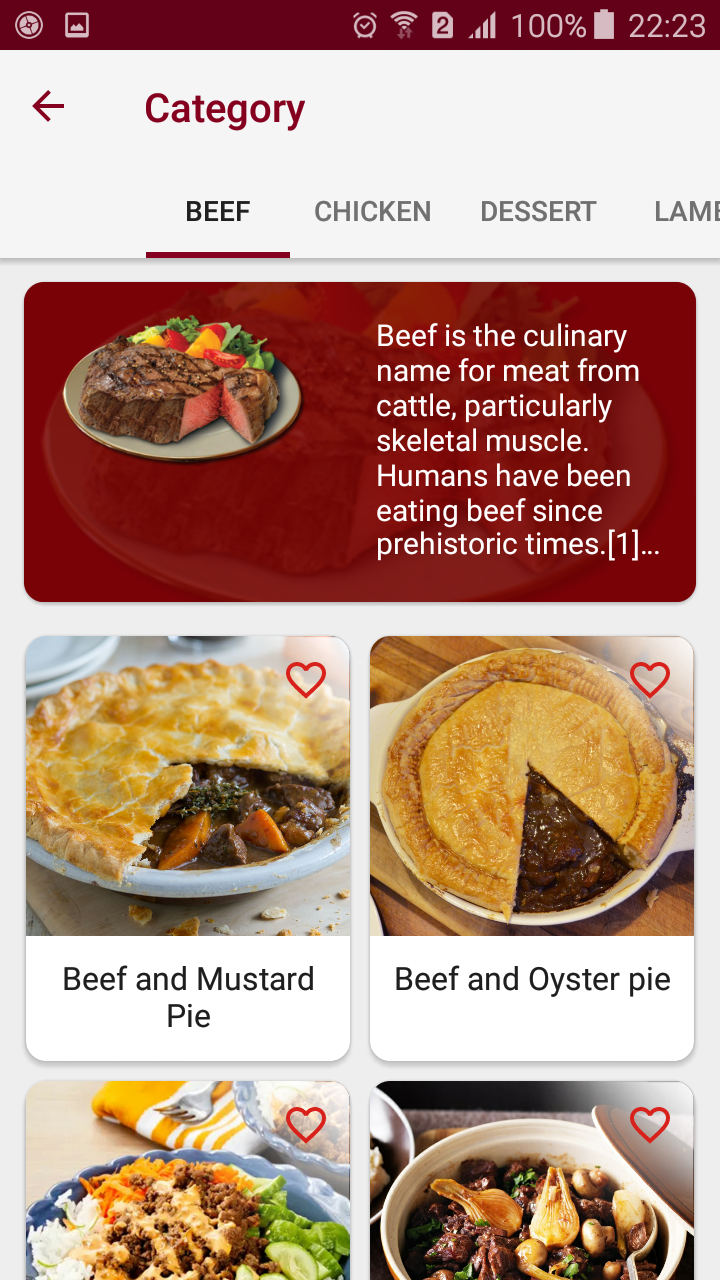 2 100% 22:23
Category
BEEF CHICKEN DESSERT LAMB
Beef is the culinary
name for meat from
cattle, particularly
skeletal muscle.
Humans have been
eating beef since
prehistoric times.[1]...
Beef and Mustard
Pie
Beef and Oyster pie